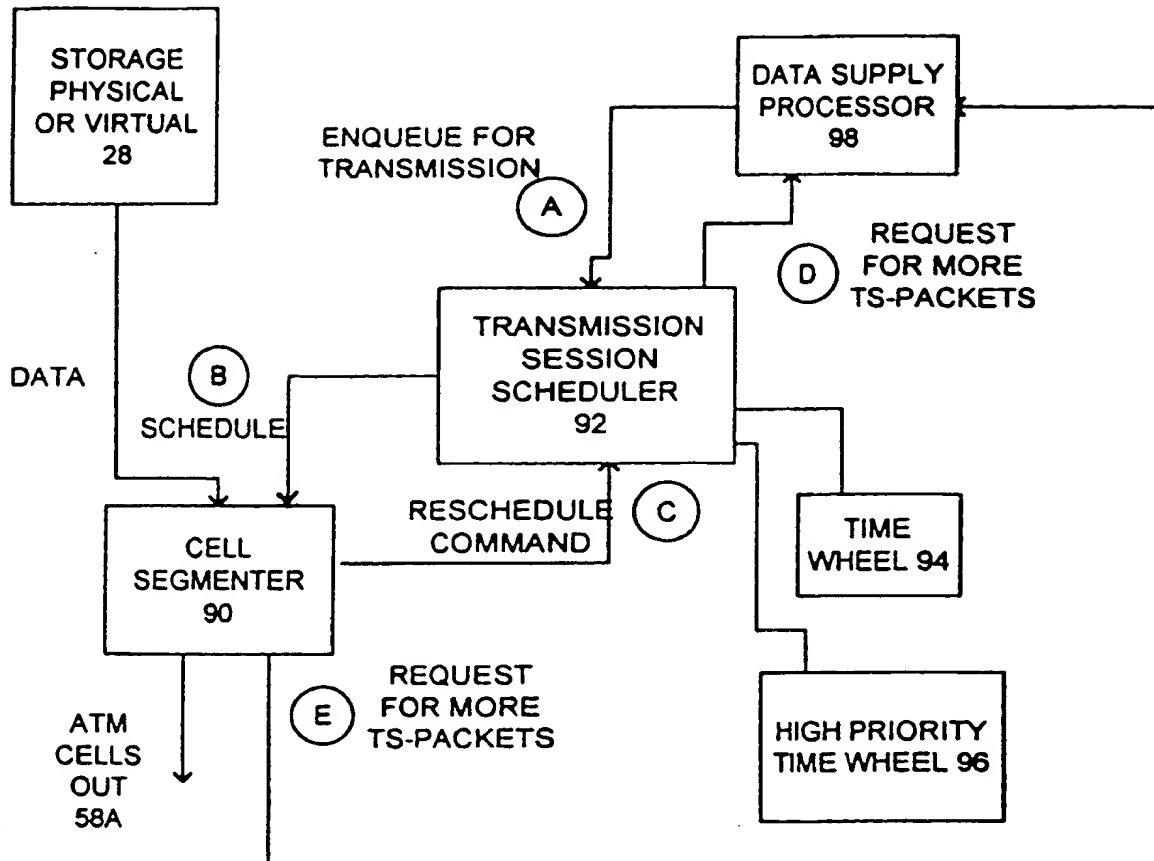 STORAGE
PHYSICAL
OR VIRTUAL
28
DATA SUPPLY
PROCESSOR
98
ENQUEUE FOR
TRANSMISSION
A
D
REQUEST
FOR MORE
TS-PACKETS
TRANSMISSION
SESSION
SCHEDULER
92
DATA
B
SCHEDULE
RESCHEDULE
COMMAND
C
CELL
SEGMENTER
90
TIME
WHEEL 94
E
REQUEST
FOR MORE
TS-PACKETS
ATM
CELLS
OUT
58A
HIGH PRIORITY
TIME WHEEL 96